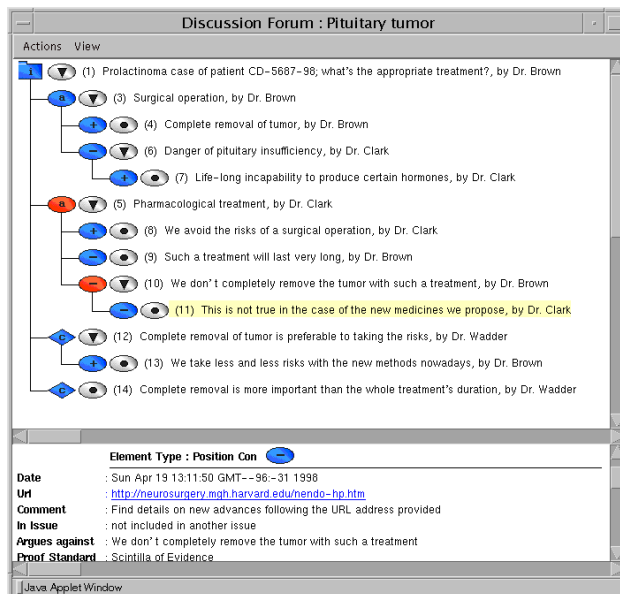 Discussion Forum : Pituitary tumor
Actions View
i (1) Prolactinoma case of patient CD-5687-98; what's the appropriate treatment?, by Dr. Brown
a (3) Surgical operation, by Dr. Brown
+ (4) Complete removal of tumor, by Dr. Brown
- (6) Danger of pituitary insufficiency, by Dr. Clark
+ (7) Life-long incapability to produce certain hormones, by Dr. Clark
a (5) Pharmacological treatment, by Dr. Clark
+ (8) We avoid the risks of a surgical operation, by Dr. Clark
- (9) Such a treatment will last very long, by Dr. Brown
- (10) We don't completely remove the tumor with such a treatment, by Dr. Brown
- (11) This is not true in the case of the new medicines we propose, by Dr. Clark
c (12) Complete removal of tumor is preferable to taking the risks, by Dr. Wadder
+ (13) We take less and less risks with the new methods nowadays, by Dr. Brown
c (14) Complete removal is more important than the whole treatment's duration, by Dr. Wadder
Element Type : Position Con -
Date : Sun Apr 19 13:11:50 GMT--96:-31 1998
Url : http://neurosurgery.mgh.harvard.edu/nendo-hp.htm
Comment : Find details on new advances following the URL address provided
In Issue : not included in another issue
Argues against : We don't completely remove the tumor with such a treatment
Proof Standard : Scintilla of Evidence
Java Applet Window